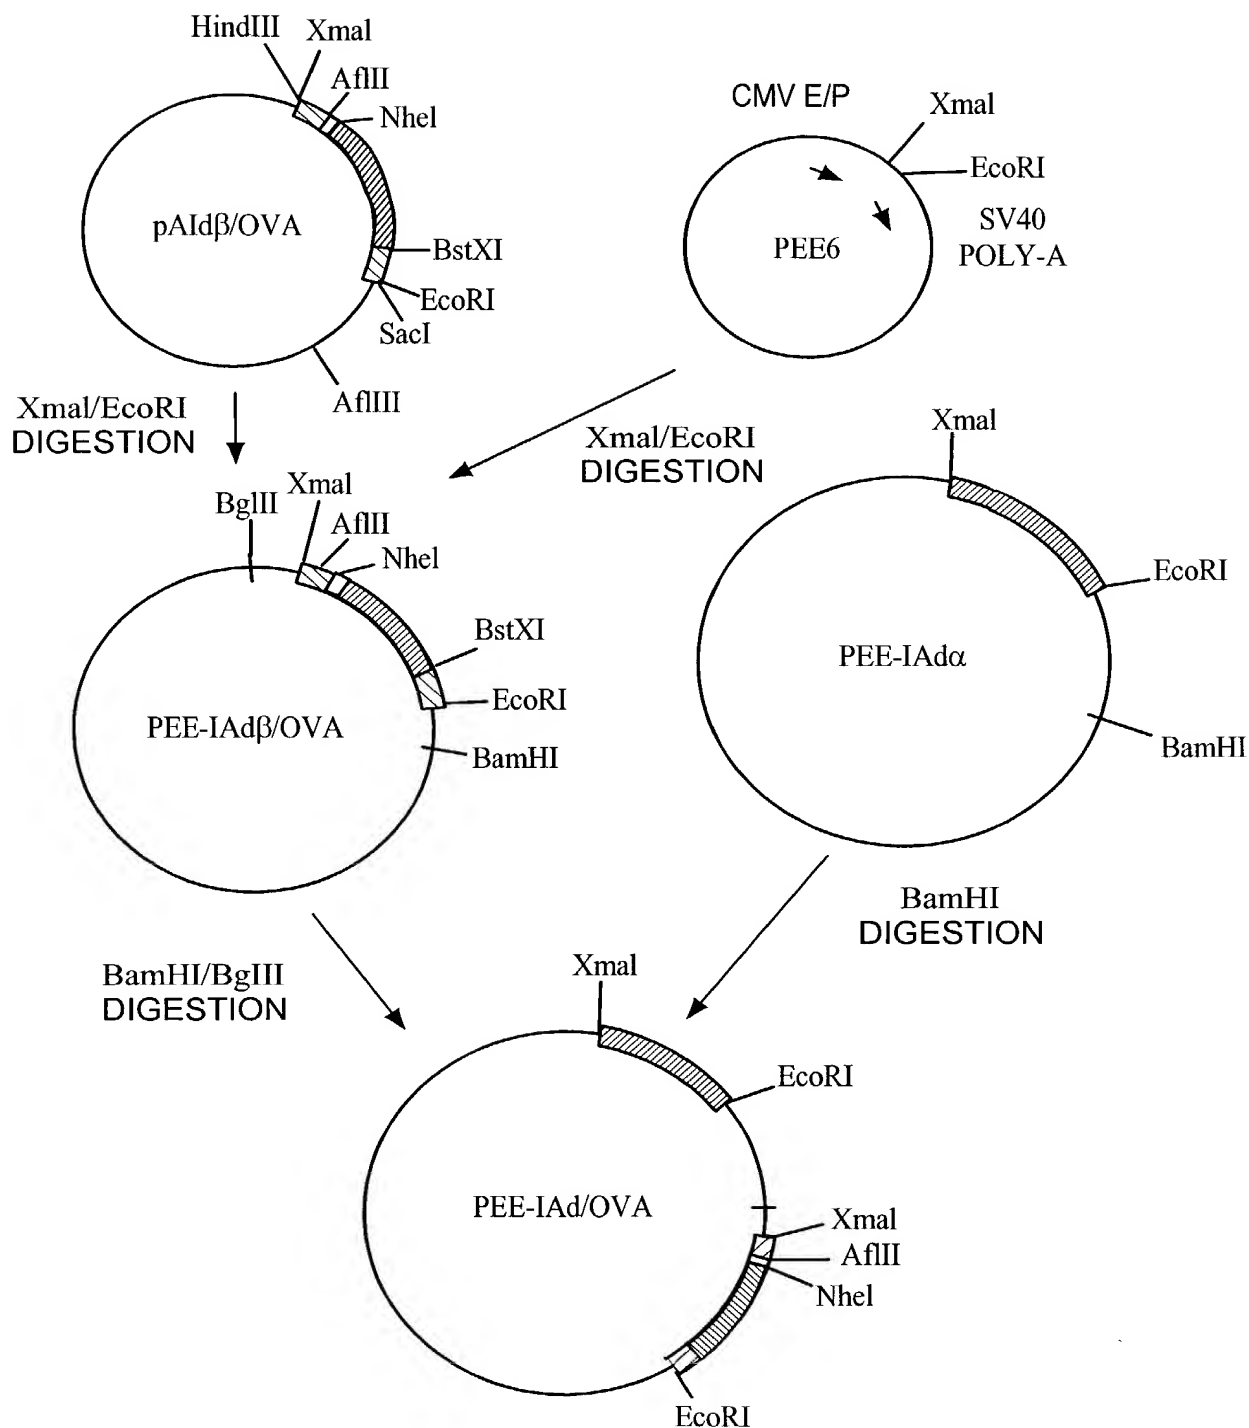 HindIII
XmaI
AflII
NheI
pAIdβ/OVA
BstXI
EcoRI
SacI
AflIII
CMV E/P
XmaI
EcoRI
SV40
POLY-A
PEE6
XmaI/EcoRI
DIGESTION
XmaI/EcoRI
DIGESTION
BglII
XmaI
AflII
NheI
BstXI
EcoRI
BamHI
PEE-IAdβ/OVA
XmaI
EcoRI
PEE-IAdα
BamHI
BamHI/BglII
DIGESTION
BamHI
DIGESTION
XmaI
EcoRI
PEE-IAd/OVA
XmaI
AflII
NheI
EcoRI